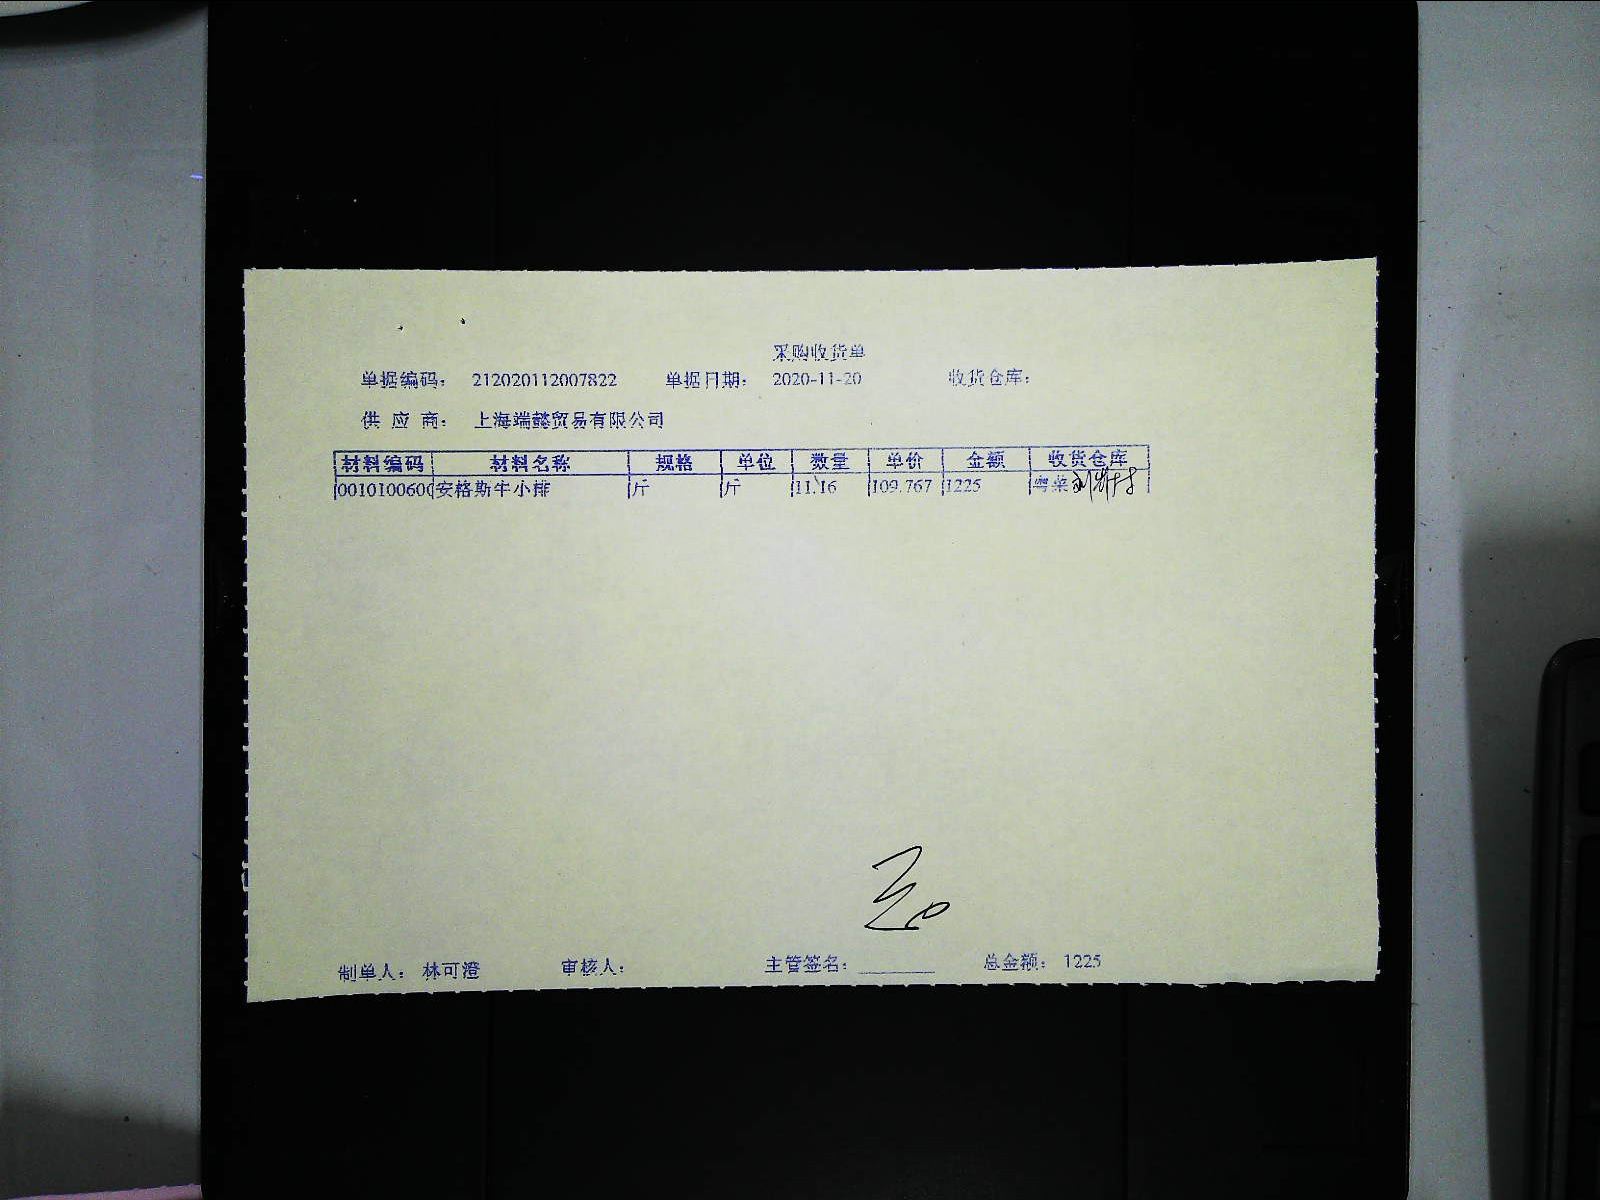 采购收货单
单据编码： 212020112007822 单据日期： 2020-11-20 收货仓库：
供 应 商： 上海端懿贸易有限公司
材料编码 材料名称 规格 单位 数量 单价 金额 收货仓库
001010060 安格斯牛小排 斤 斤 11.16 109.767 1225 粤菜
制单人： 林可澄 审核人： 主管签名： 总金额： 1225